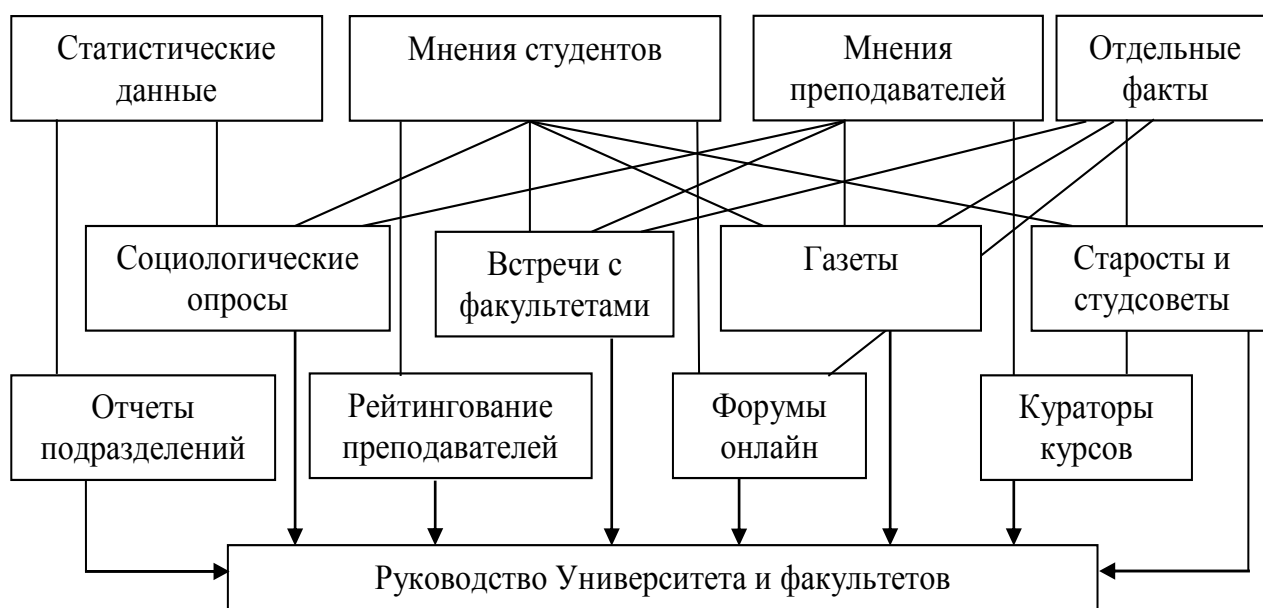 Статистические
данные
Мнения студентов
Мнения
преподавателей
Отдельные
факты
Социологические
опросы
Встречи с
факультетами
Газеты
Старосты и
студсоветы
Отчеты
подразделений
Рейтингование
преподавателей
Форумы
онлайн
Кураторы
курсов
Руководство Университета и факультетов